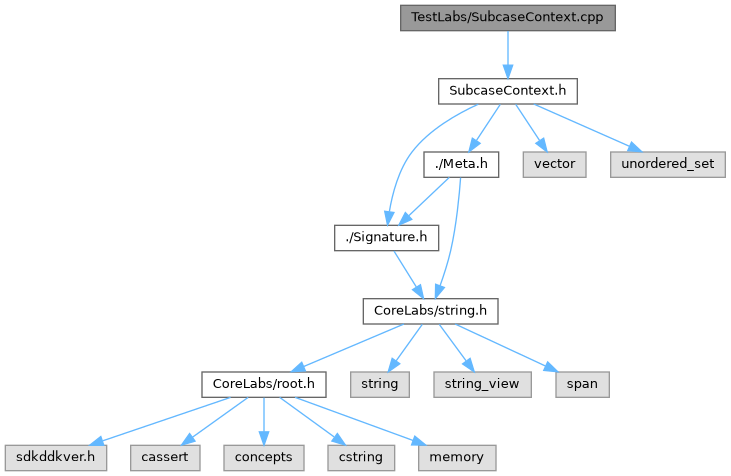 TestLabs/SubcaseContext.cpp
SubcaseContext.h
./Meta.h
vector
unordered_set
./Signature.h
CoreLabs/string.h
CoreLabs/root.h
string
string_view
span
sdkddkver.h
cassert
concepts
cstring
memory